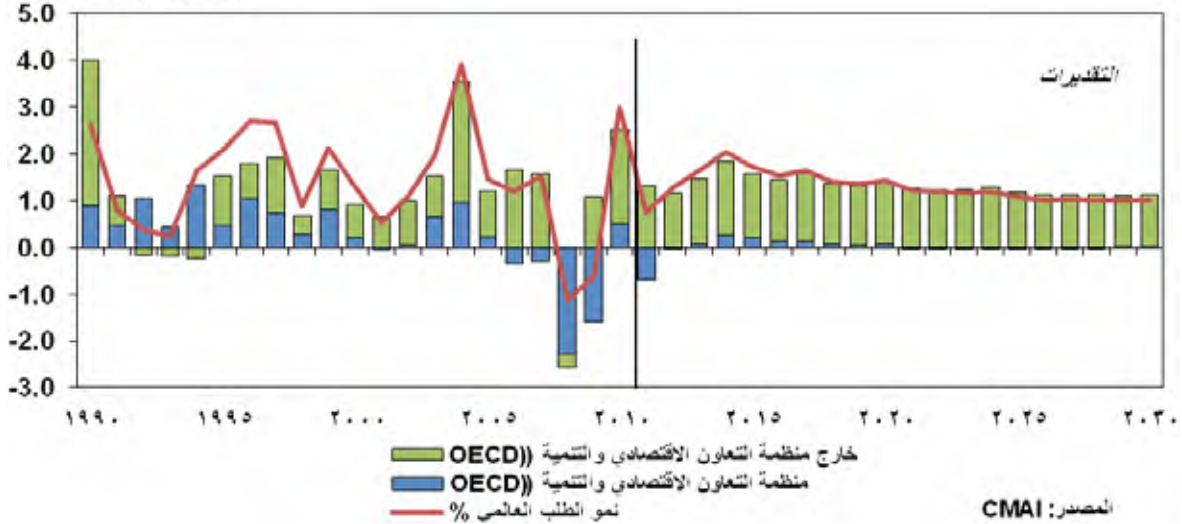 5.0
4.0
3.0
2.0
1.0
0.0
-1.0
-2.0
-3.0
التقديرات
١٩٩٠ ١٩٩٥ ٢٠٠٠ ٢٠٠٥ ٢٠١٠ ٢٠١٥ ٢٠٢٠ ٢٠٢٥ ٢٠٣٠
خارج منظمة التعاون الاقتصادي والتنمية ((OECD
منظمة التعاون الاقتصادي والتنمية ((OECD
نمو الطلب العالمي %
المصدر: CMAI